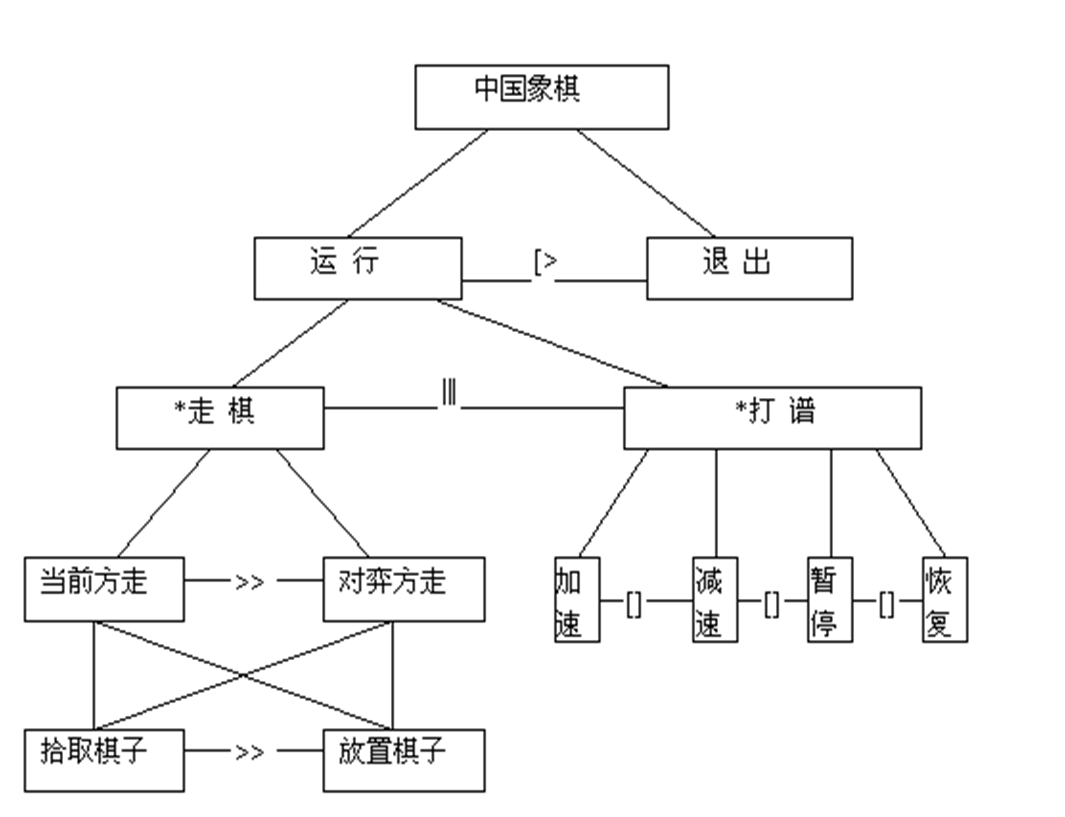 中国象棋
运 行
[>
退 出
*走 棋
|||
*打 谱
当前方走
>>
对弈方走
加
速
[]
减
速
[]
暂
停
[]
恢
复
拾取棋子
>>
放置棋子